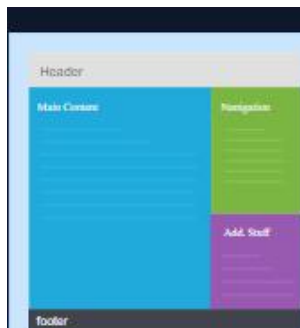 Header
Main Content
Navigation
Add. Stuff
footer